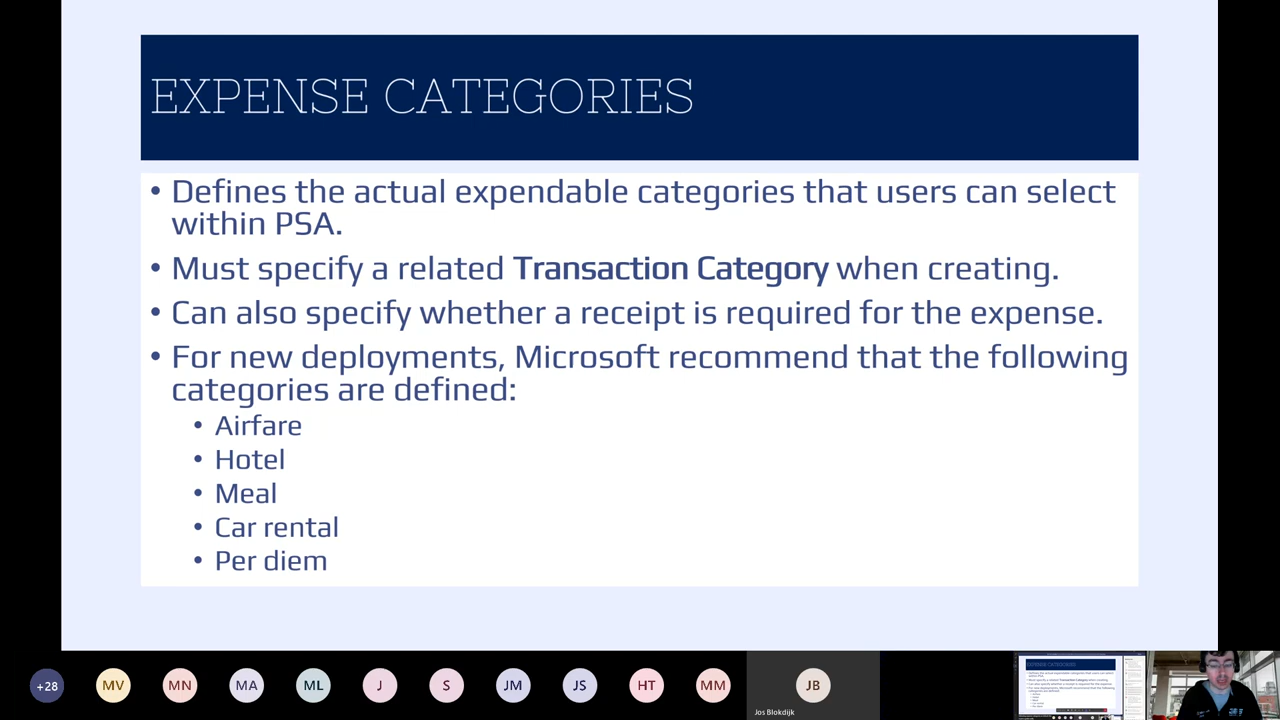 EXPENSE CATEGORIES
• Defines the actual expendable categories that users can select
within PSA.
• Must specify a related Transaction Category when creating.
• Can also specify whether a receipt is required for the expense.
• For new deployments, Microsoft recommend that the following
categories are defined:
• Airfare
• Hotel
• Meal
• Car rental
• Per diem
+28 MV MN MA ML I S JM JS HT MM JB
Jos Blokdijk
EXPENSE CATEGORIES